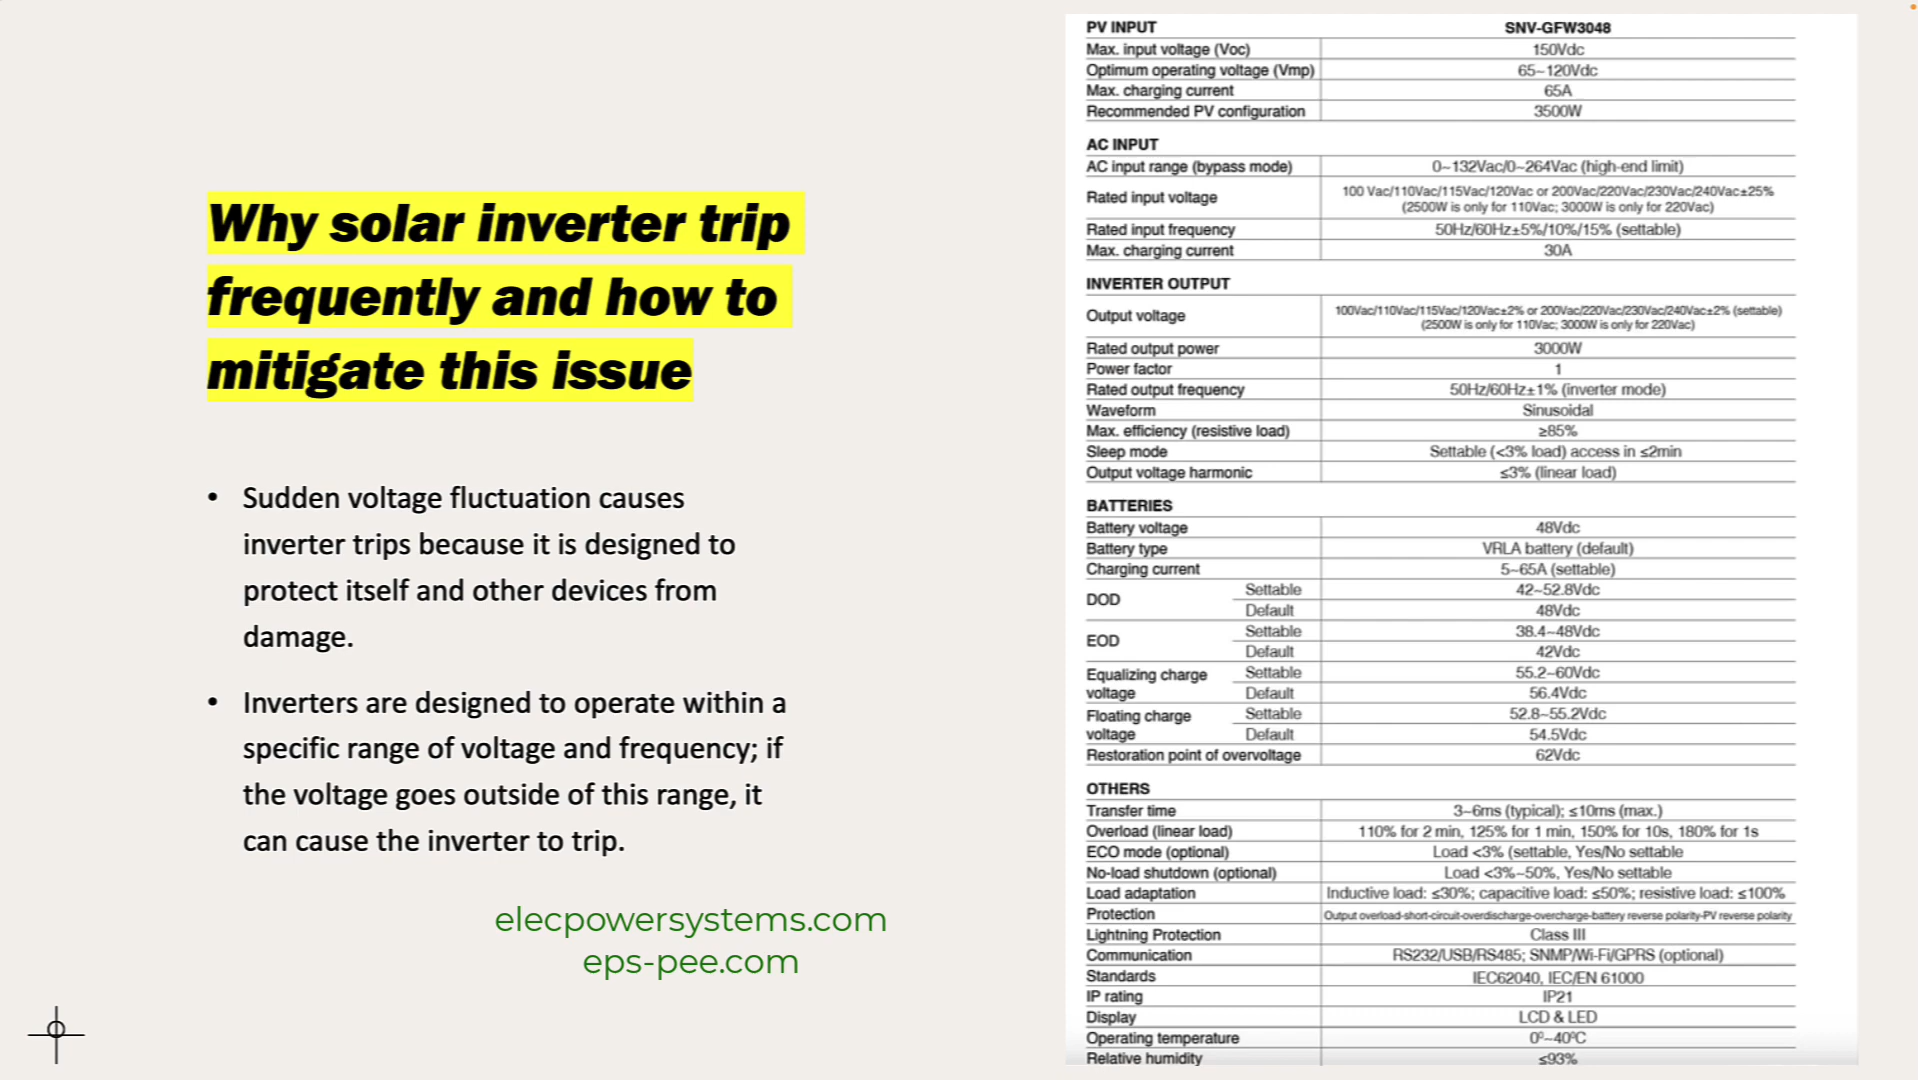 Why solar inverter trip
frequently and how to
mitigate this issue
• Sudden voltage fluctuation causes
inverter trips because it is designed to
protect itself and other devices from
damage.
• Inverters are designed to operate within a
specific range of voltage and frequency; if
the voltage goes outside of this range, it
can cause the inverter to trip.
elecpowersystems.com
eps-pee.com
PV INPUT SNV-GFW3048
Max. input voltage (Voc) 150Vdc
Optimum operating voltage (Vmp) 65~120Vdc
Max. charging current 65A
Recommended PV configuration 3500W
AC INPUT
AC input range (bypass mode) 0~132Vac/0~264Vac (high-end limit)
Rated input voltage 100 Vac/110Vac/115Vac/120Vac or 200Vac/220Vac/230Vac/240Vac±25%
(2500W is only for 110Vac; 3000W is only for 220Vac)
Rated input frequency 50Hz/60Hz±5%/10%/15% (settable)
Max. charging current 30A
INVERTER OUTPUT
Output voltage 100Vac/110Vac/115Vac/120Vac±2% or 200Vac/220Vac/230Vac/240Vac±2% (settable)
(2500W is only for 110Vac; 3000W is only for 220Vac)
Rated output power 3000W
Power factor 1
Rated output frequency 50Hz/60Hz±1% (inverter mode)
Waveform Sinusoidal
Max. efficiency (resistive load) ≥85%
Sleep mode Settable (<3% load) access in ≤2min
Output voltage harmonic ≤3% (linear load)
BATTERIES
Battery voltage 48Vdc
Battery type VRLA battery (default)
Charging current 5~65A (settable)
DOD Settable 42~52.8Vdc
Default 48Vdc
EOD Settable 38.4~48Vdc
Default 42Vdc
Equalizing charge voltage Settable 55.2~60Vdc
Default 56.4Vdc
Floating charge voltage Settable 52.8~55.2Vdc
Default 54.5Vdc
Restoration point of overvoltage 62Vdc
OTHERS
Transfer time 3~6ms (typical); ≤10ms (max.)
Overload (linear load) 110% for 2 min, 125% for 1 min, 150% for 10s, 180% for 1s
ECO mode (optional) Load <3% (settable, Yes/No settable
No-load shutdown (optional) Load <3%~50%, Yes/No settable
Load adaptation Inductive load: ≤30%; capacitive load: ≤50%; resistive load: ≤100%
Protection Output overload-short-circuit-overdischarge-overcharge-battery reverse polarity-PV reverse polarity
Lightning Protection Class III
Communication RS232/USB/RS485; SNMP/Wi-Fi/GPRS (optional)
Standards IEC62040, IEC/EN 61000
IP rating IP21
Display LCD & LED
Operating temperature 0º~40ºC
Relative humidity ≤93%